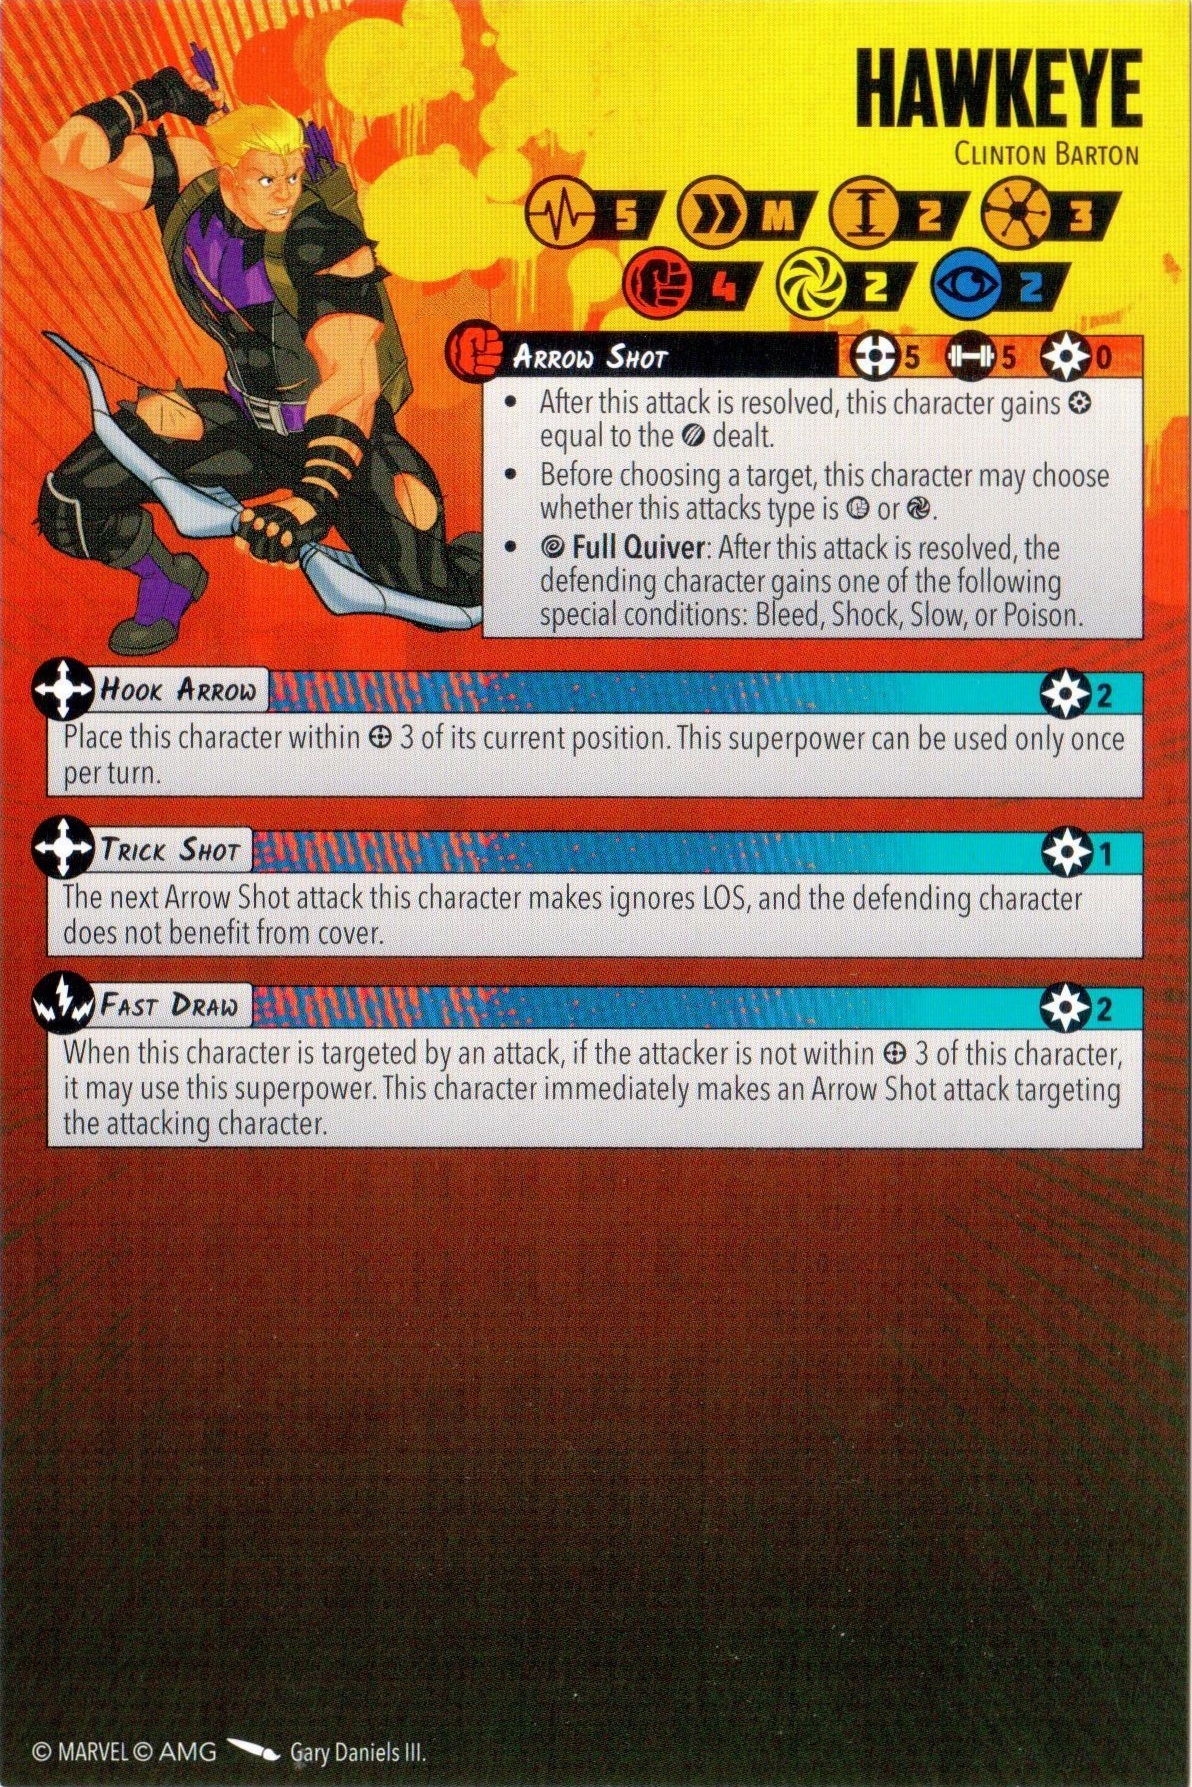 HAWKEYE
CLINTON BARTON
5 M 2 3
4 2 2
ARROW SHOT 5 5 0
• After this attack is resolved, this character gains
equal to the dealt.
• Before choosing a target, this character may choose
whether this attacks type is or .
• Full Quiver: After this attack is resolved, the
defending character gains one of the following
special conditions: Bleed, Shock, Slow, or Poison.
HOOK ARROW 2
Place this character within 3 of its current position. This superpower can be used only once
per turn.
TRICK SHOT 1
The next Arrow Shot attack this character makes ignores LOS, and the defending character
does not benefit from cover.
FAST DRAW 2
When this character is targeted by an attack, if the attacker is not within 3 of this character,
it may use this superpower. This character immediately makes an Arrow Shot attack targeting
the attacking character.
© MARVEL © AMG Gary Daniels III.